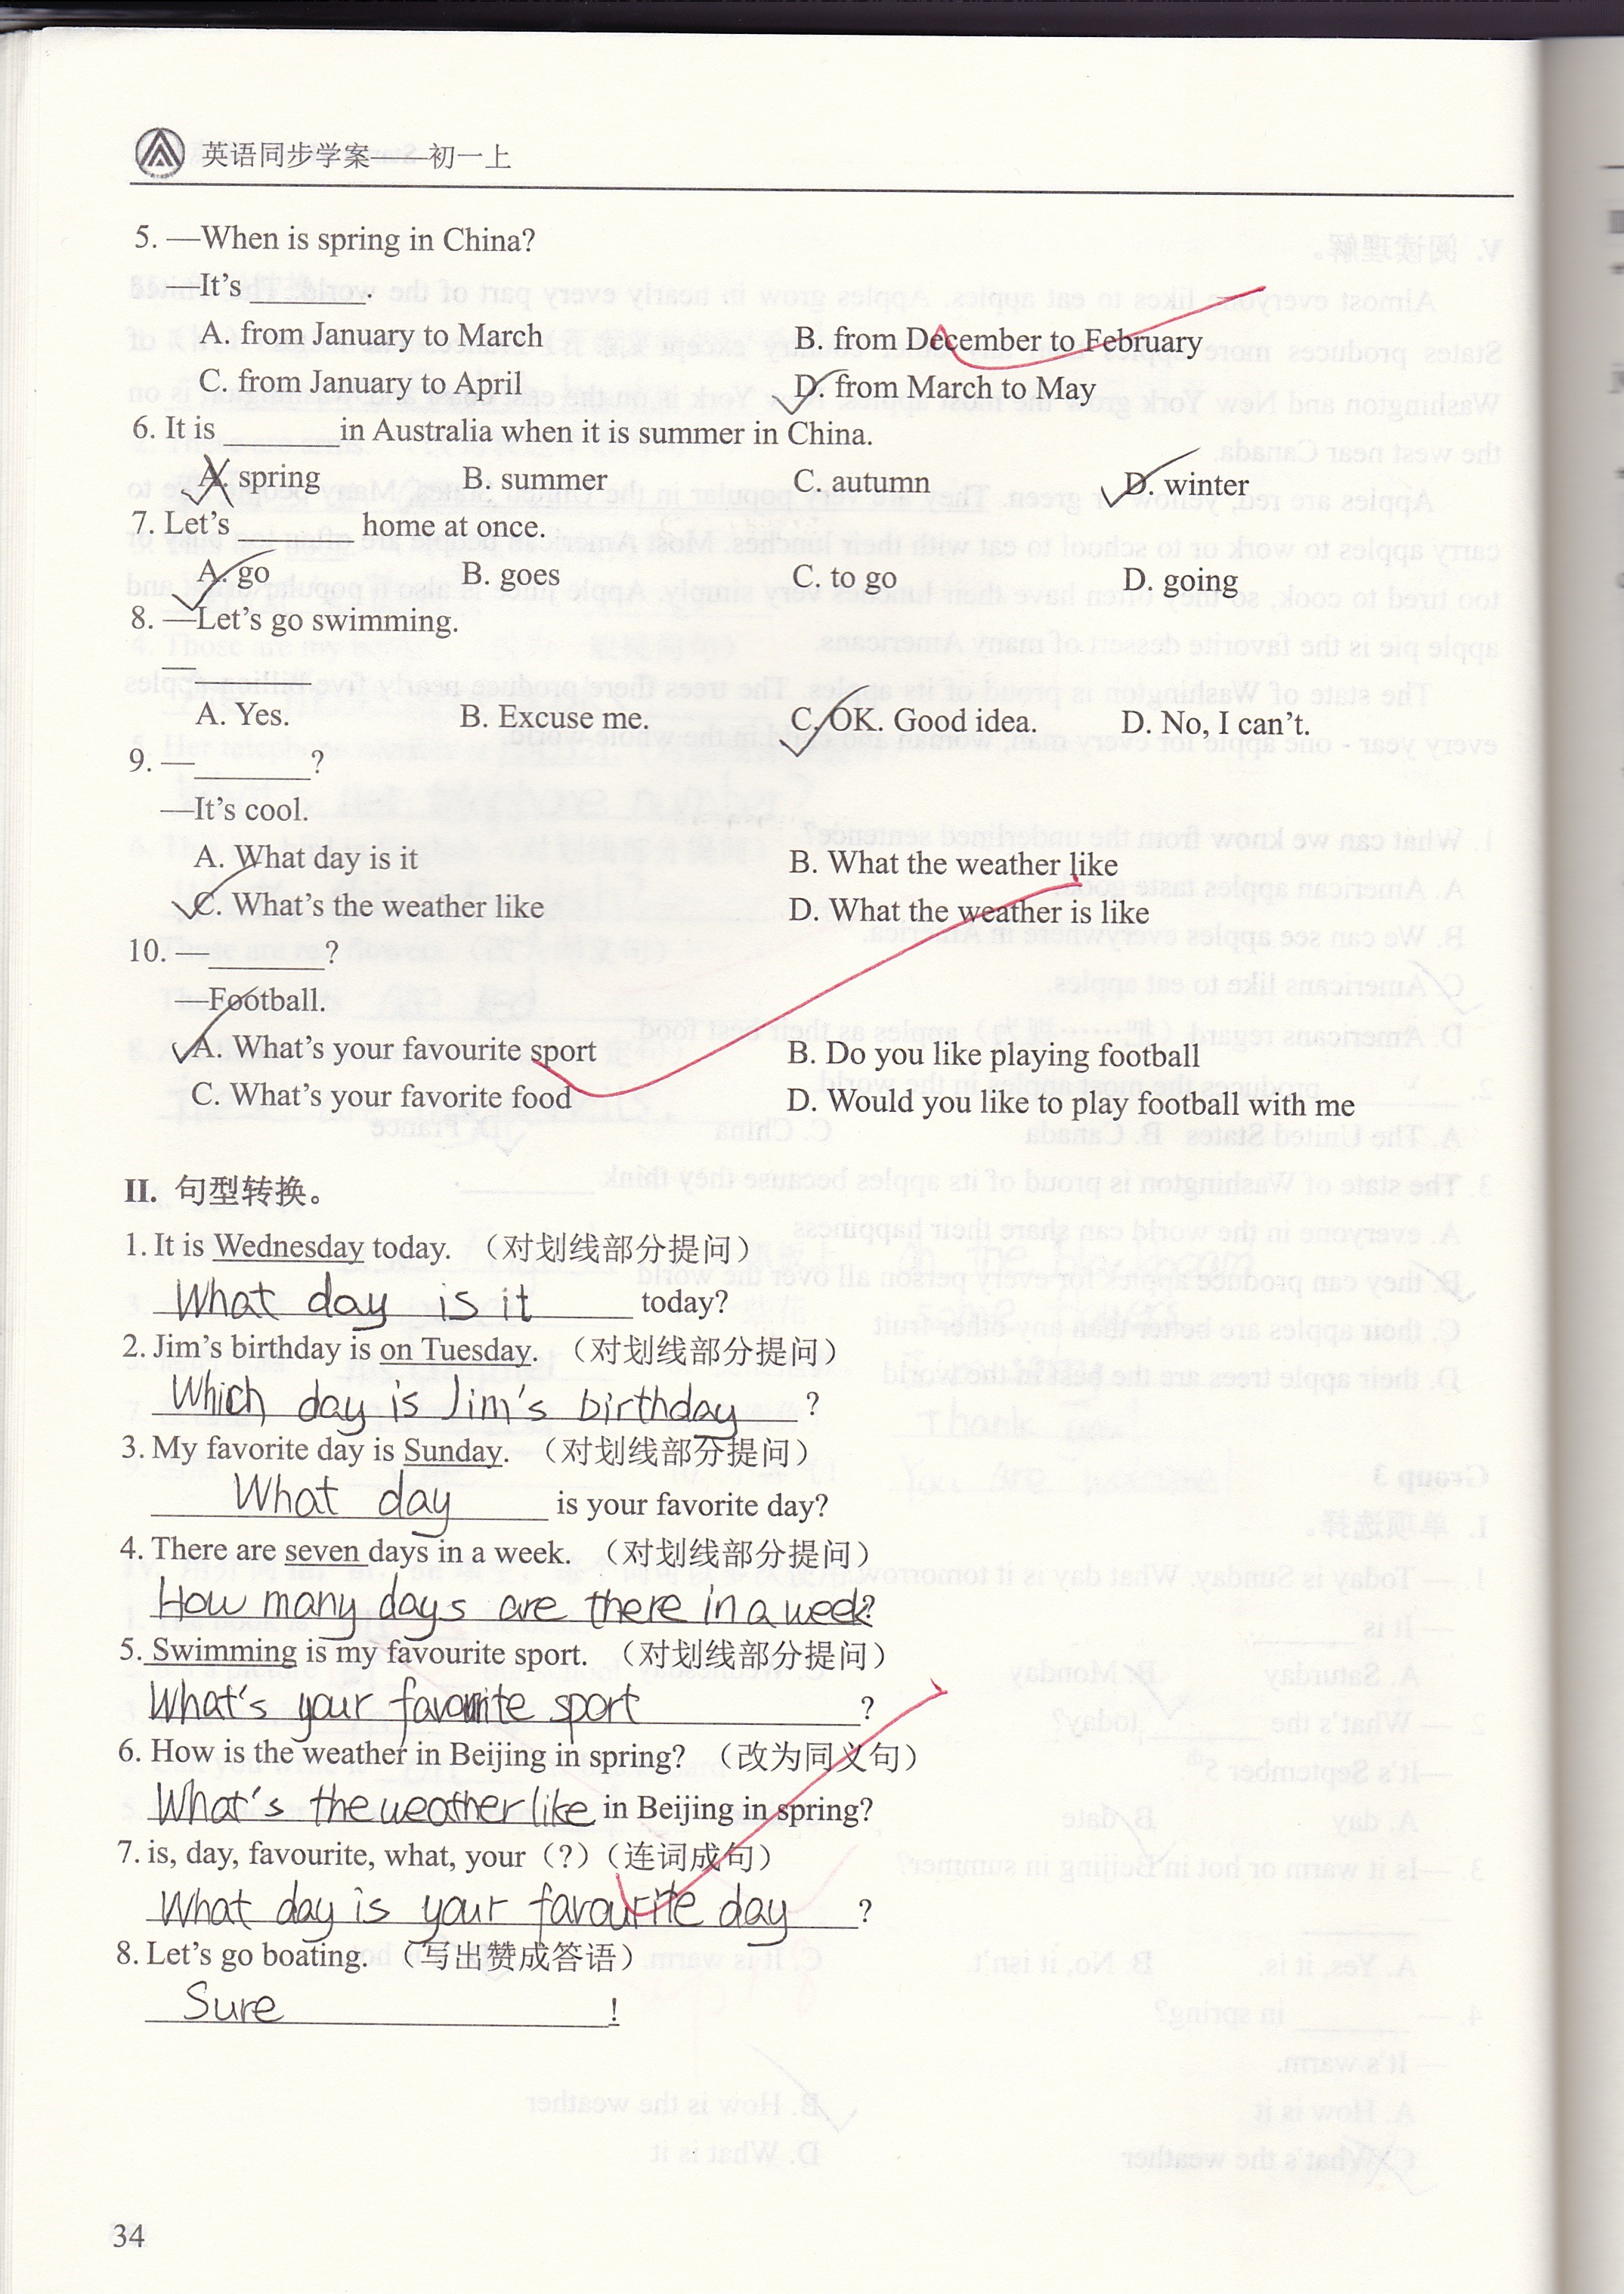 英语同步学案——初一上
5. —When is spring in China?
—It's ______.
A. from January to March B. from December to February
C. from January to April D. from March to May
6. It is ______ in Australia when it is summer in China.
A. spring B. summer C. autumn D. winter
7. Let's ______ home at once.
A. go B. goes C. to go D. going
8. —Let's go swimming.
—______
A. Yes. B. Excuse me. C. OK. Good idea. D. No, I can't.
9. —______?
—It's cool.
A. What day is it B. What the weather like
C. What's the weather like D. What the weather is like
10. —______?
—Football.
A. What's your favourite sport B. Do you like playing football
C. What's your favorite food D. Would you like to play football with me
II. 句型转换。
1. It is Wednesday today. （对划线部分提问）
What day is it today?
2. Jim's birthday is on Tuesday. （对划线部分提问）
Which day is Jim's birthday ?
3. My favorite day is Sunday. （对划线部分提问）
What day is your favorite day?
4. There are seven days in a week. （对划线部分提问）
How many days are there in a week?
5. Swimming is my favourite sport. （对划线部分提问）
What's your favourite sport ?
6. How is the weather in Beijing in spring? （改为同义句）
What's the weather like in Beijing in spring?
7. is, day, favourite, what, your（?）（连词成句）
What day is your favourite day ?
8. Let's go boating. （写出赞成答语）
Sure !
34